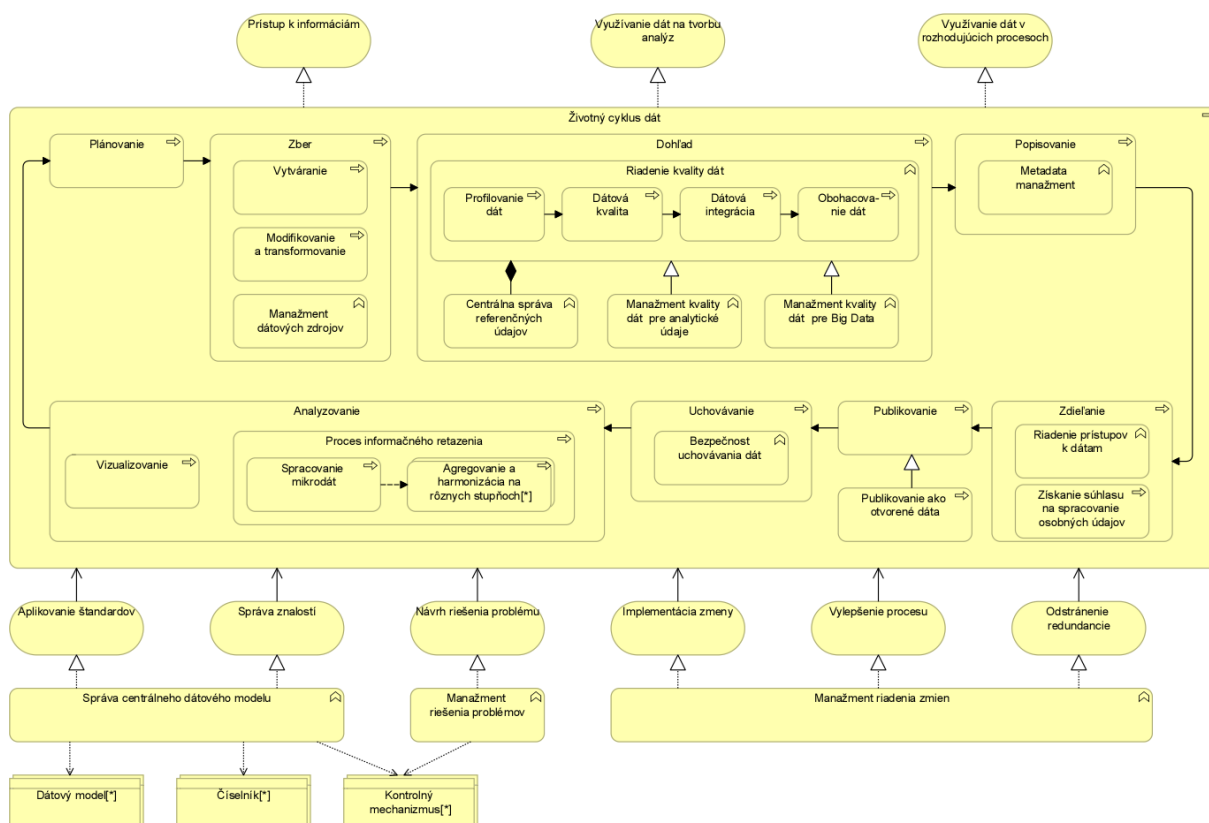 Prístup k informáciám
Využívanie dát na tvorbu
analýz
Využívanie dát v
rozhodujúcich procesoch
Životný cyklus dát
Plánovanie
Zber
Vytváranie
Modifikovanie
a transformovanie
Manažment
dátových zdrojov
Dohľad
Riadenie kvality dát
Profilovanie
dát
Dátová
kvalita
Dátová
integrácia
Obohacova-
nie dát
Centrálna správa
referenčných
údajov
Manažment kvality
dát pre analytické
údaje
Manažment kvality
dát pre Big Data
Popisovanie
Metadata
manažment
Analyzovanie
Vizualizovanie
Proces informačného retazenia
Spracovanie
mikrodát
Agregovanie a
harmonizácia na
rôznych stupňoch[*]
Uchovávanie
Bezpečnost
uchovávania dát
Publikovanie
Publikovanie ako
otvorené dáta
Zdieľanie
Riadenie prístupov
k dátam
Získanie súhlasu
na spracovanie
osobných údajov
Aplikovanie štandardov
Správa znalostí
Návrh riešenia problému
Implementácia zmeny
Vylepšenie procesu
Odstránenie
redundancie
Správa centrálneho dátového modelu
Manažment
riešenia problémov
Manažment riadenia zmien
Dátový model[*]
Číselník[*]
Kontrolný
mechanizmus[*]